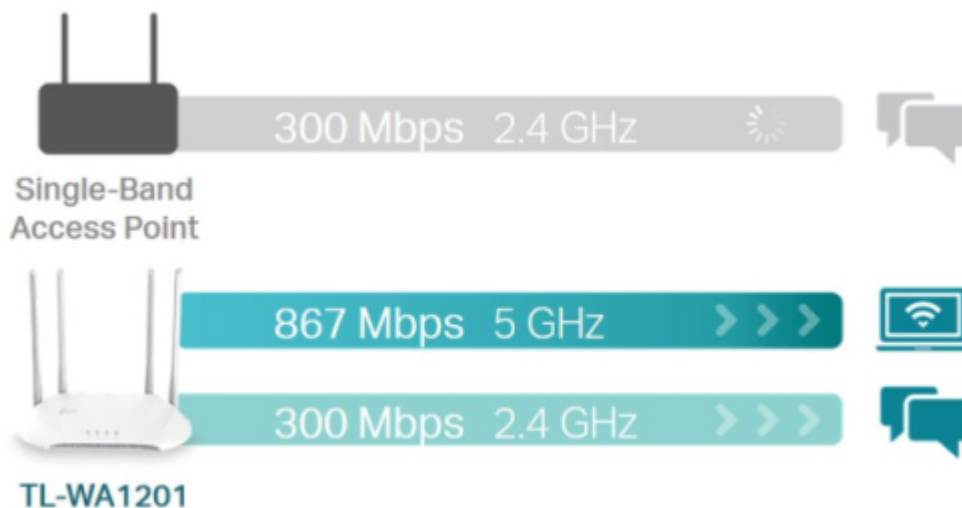 300 Mbps 2.4 GHz
Single-Band
Access Point
867 Mbps 5 GHz
300 Mbps 2.4 GHz
TL-WA1201